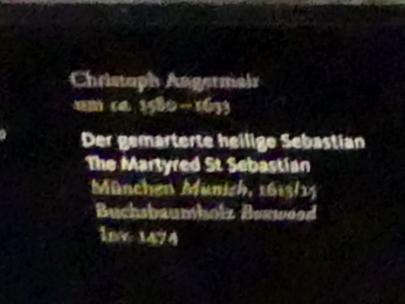 Christoph Angermair
um ca. 1580–1633
Der gemarterte heilige Sebastian
The Martyred St Sebastian
München Munich, 1615/25
Buchsbaumholz Boxwood
Inv. 1474